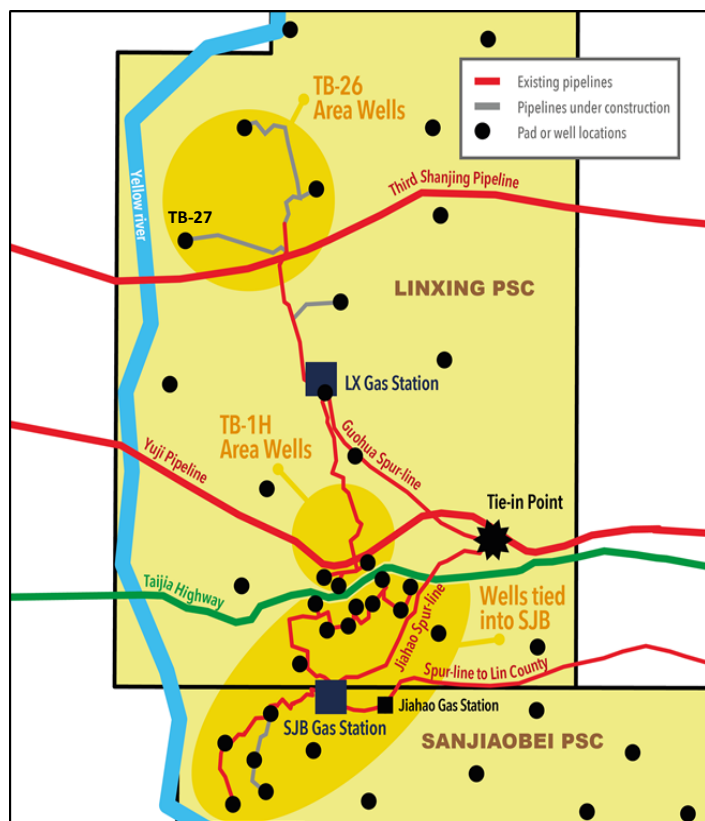 TB-26
Area Wells
Existing pipelines
Pipelines under construction
Pad or well locations
Yellow river
TB-27
Third Shanjing Pipeline
LINXING PSC
LX Gas Station
TB-1H
Area Wells
Guohua Spur-line
Yuji Pipeline
Tie-in Point
Taijia Highway
Wells tied
into SJB
Jiahao Spur-line
Spur-line to Lin County
SJB Gas Station
Jiahao Gas Station
SANJIAOBEI PSC